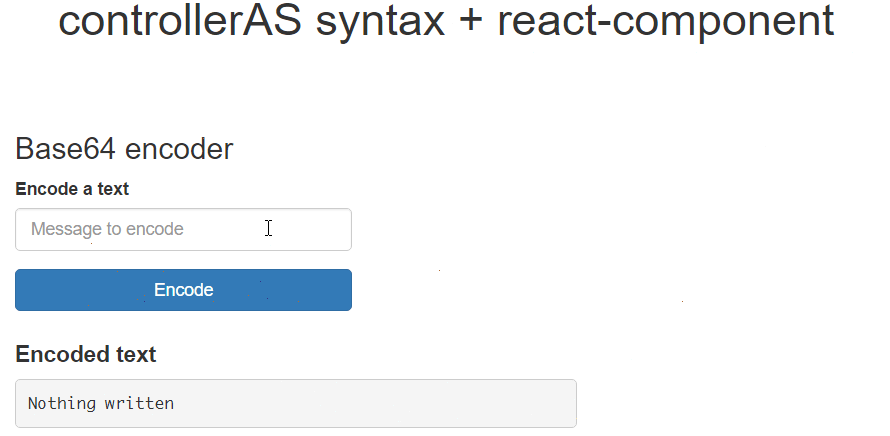 controllerAS syntax + react-component
Base64 encoder
Encode a text
Message to encode
Encode
Encoded text
Nothing written